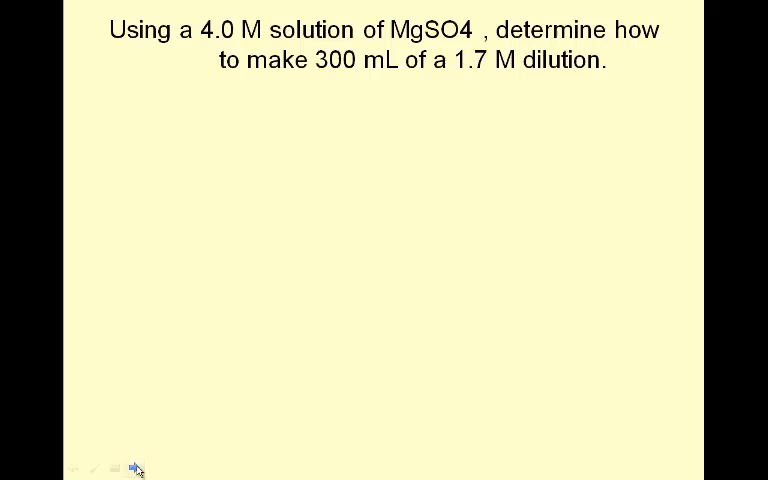 Using a 4.0 M solution of MgSO4 , determine how
to make 300 mL of a 1.7 M dilution.